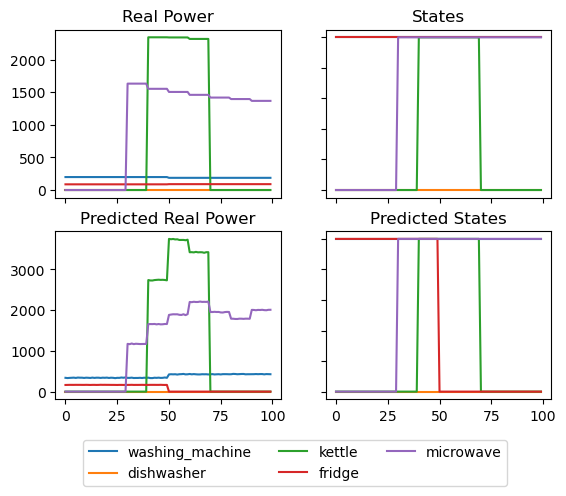 Real Power
States
2000
1500
1000
500
0
Predicted Real Power
Predicted States
3000
2000
1000
0
0 25 50 75 100
0 25 50 75 100
washing_machine kettle microwave
dishwasher fridge